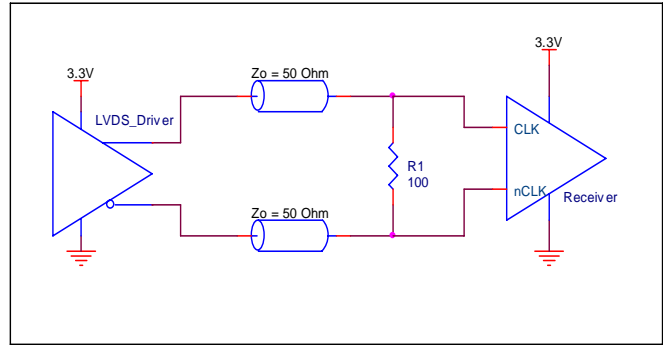 3.3V
LVDS_Driver
Zo = 50 Ohm
Zo = 50 Ohm
R1
100
3.3V
CLK
nCLK
Receiver